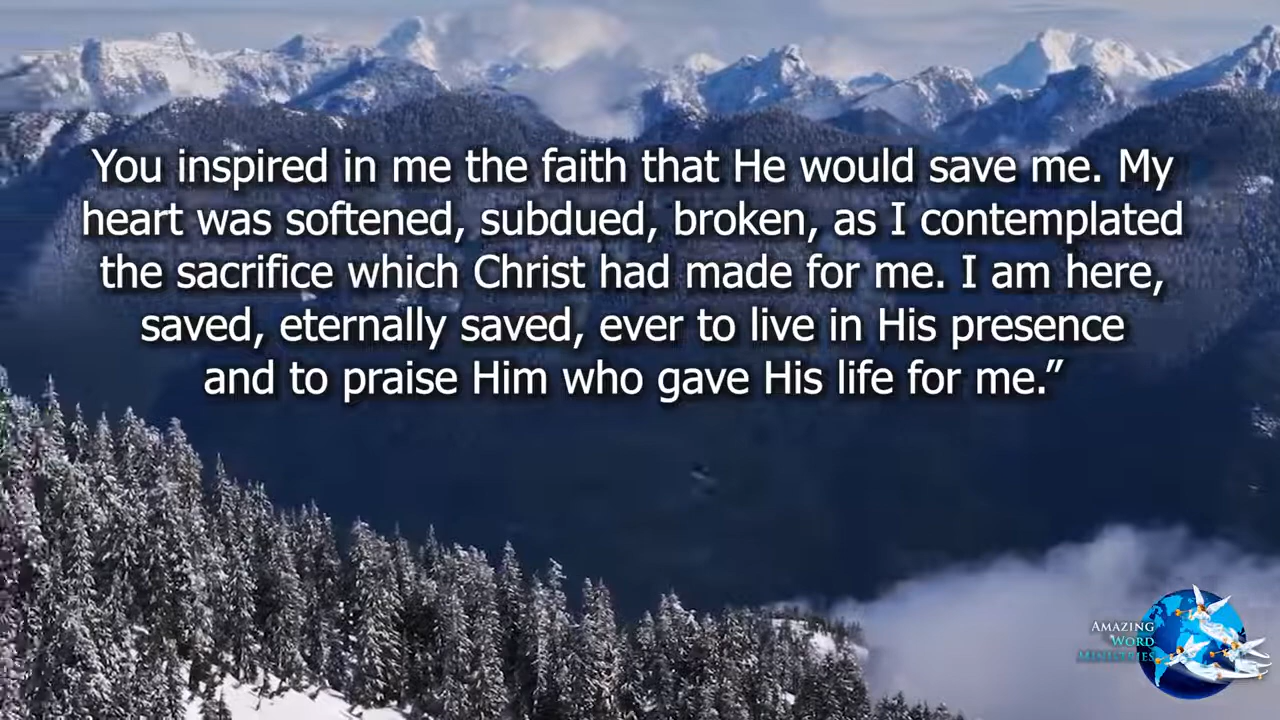 You inspired in me the faith that He would save me. My
heart was softened, subdued, broken, as I contemplated
the sacrifice which Christ had made for me. I am here,
saved, eternally saved, ever to live in His presence
and to praise Him who gave His life for me.”
AMAZING
WORD
MINISTRIES